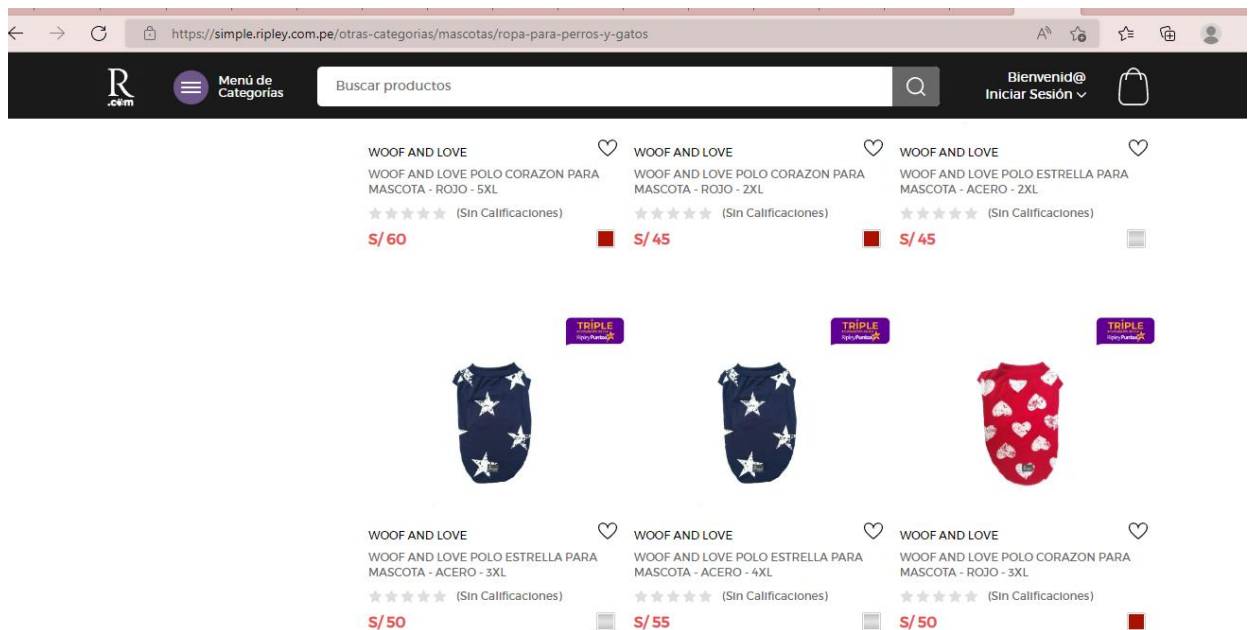 https://simple.ripley.com.pe/otras-categorias/mascotas/ropa-para-perros-y-gatos
R
.com
Menú de
Categorías
Buscar productos
Bienvenid@
Iniciar Sesión
WOOF AND LOVE
WOOF AND LOVE POLO CORAZON PARA
MASCOTA - ROJO - 5XL
(Sin Calificaciones)
S/ 60
WOOF AND LOVE
WOOF AND LOVE POLO CORAZON PARA
MASCOTA - ROJO - 2XL
(Sin Calificaciones)
S/ 45
WOOF AND LOVE
WOOF AND LOVE POLO ESTRELLA PARA
MASCOTA - ACERO - 2XL
(Sin Calificaciones)
S/ 45
TRIPLE
Ripley Puntos
WOOF AND LOVE
WOOF AND LOVE POLO ESTRELLA PARA
MASCOTA - ACERO - 3XL
(Sin Calificaciones)
S/ 50
TRIPLE
Ripley Puntos
WOOF AND LOVE
WOOF AND LOVE POLO ESTRELLA PARA
MASCOTA - ACERO - 4XL
(Sin Calificaciones)
S/ 55
TRIPLE
Ripley Puntos
WOOF AND LOVE
WOOF AND LOVE POLO CORAZON PARA
MASCOTA - ROJO - 3XL
(Sin Calificaciones)
S/ 50